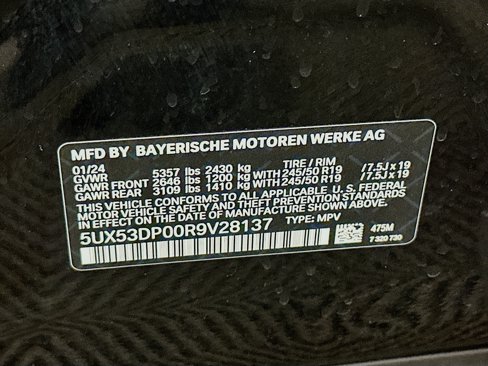 MFD BY BAYERISCHE MOTOREN WERKE AG
01/24 TIRE / RIM
GVWR 5357 lbs 2430 kg
GAWR FRONT 2646 lbs 1200 kg WITH 245/50 R19 /7.5J x 19
GAWR REAR 3109 lbs 1410 kg WITH 245/50 R19 /7.5J x 19
THIS VEHICLE CONFORMS TO ALL APPLICABLE U. S. FEDERAL
MOTOR VEHICLE SAFETY AND THEFT PREVENTION STANDARDS
IN EFFECT ON THE DATE OF MANUFACTURE SHOWN ABOVE.
5UX53DP00R9V28137 TYPE: MPV
475M
7 320 730